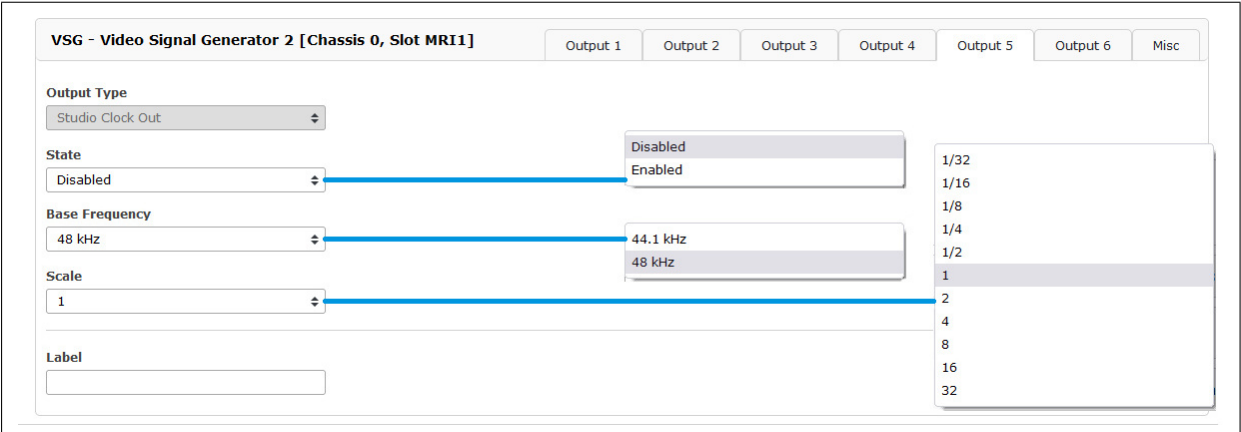 VSG - Video Signal Generator 2 [Chassis 0, Slot MRI1]
Output 1
Output 2
Output 3
Output 4
Output 5
Output 6
Misc
Output Type
Studio Clock Out
State
Disabled
Disabled
Enabled
Base Frequency
48 kHz
44.1 kHz
48 kHz
Scale
1
1/32
1/16
1/8
1/4
1/2
1
2
4
8
16
32
Label